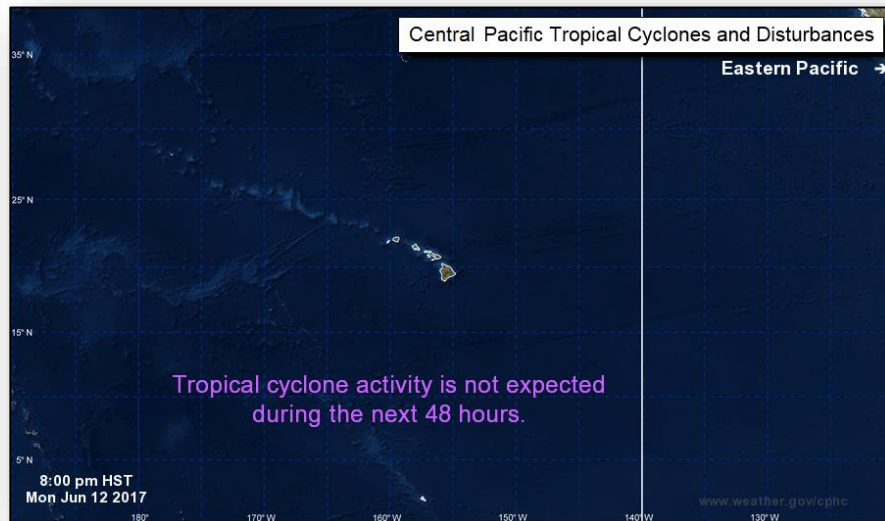 Central Pacific Tropical Cyclones and Disturbances
35° N
Eastern Pacific →
25° N
15° N
Tropical cyclone activity is not expected
during the next 48 hours.
5° N
8:00 pm HST
Mon Jun 12 2017
www.weather.gov/cphc
180° 170° W 160° W 150° W 140° W 130° W